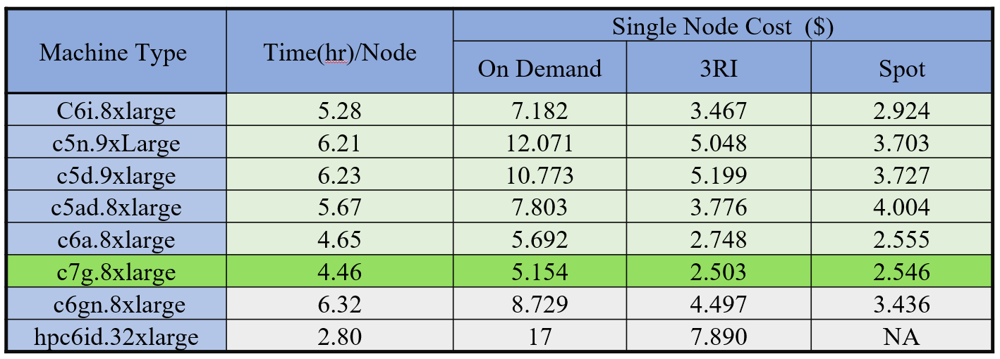 Machine Type Time(hr)/Node Single Node Cost ($)
On Demand 3RI Spot
C6i.8xlarge 5.28 7.182 3.467 2.924
c5n.9xLarge 6.21 12.071 5.048 3.703
c5d.9xlarge 6.23 10.773 5.199 3.727
c5ad.8xlarge 5.67 7.803 3.776 4.004
c6a.8xlarge 4.65 5.692 2.748 2.555
c7g.8xlarge 4.46 5.154 2.503 2.546
c6gn.8xlarge 6.32 8.729 4.497 3.436
hpc6id.32xlarge 2.80 17 7.890 NA